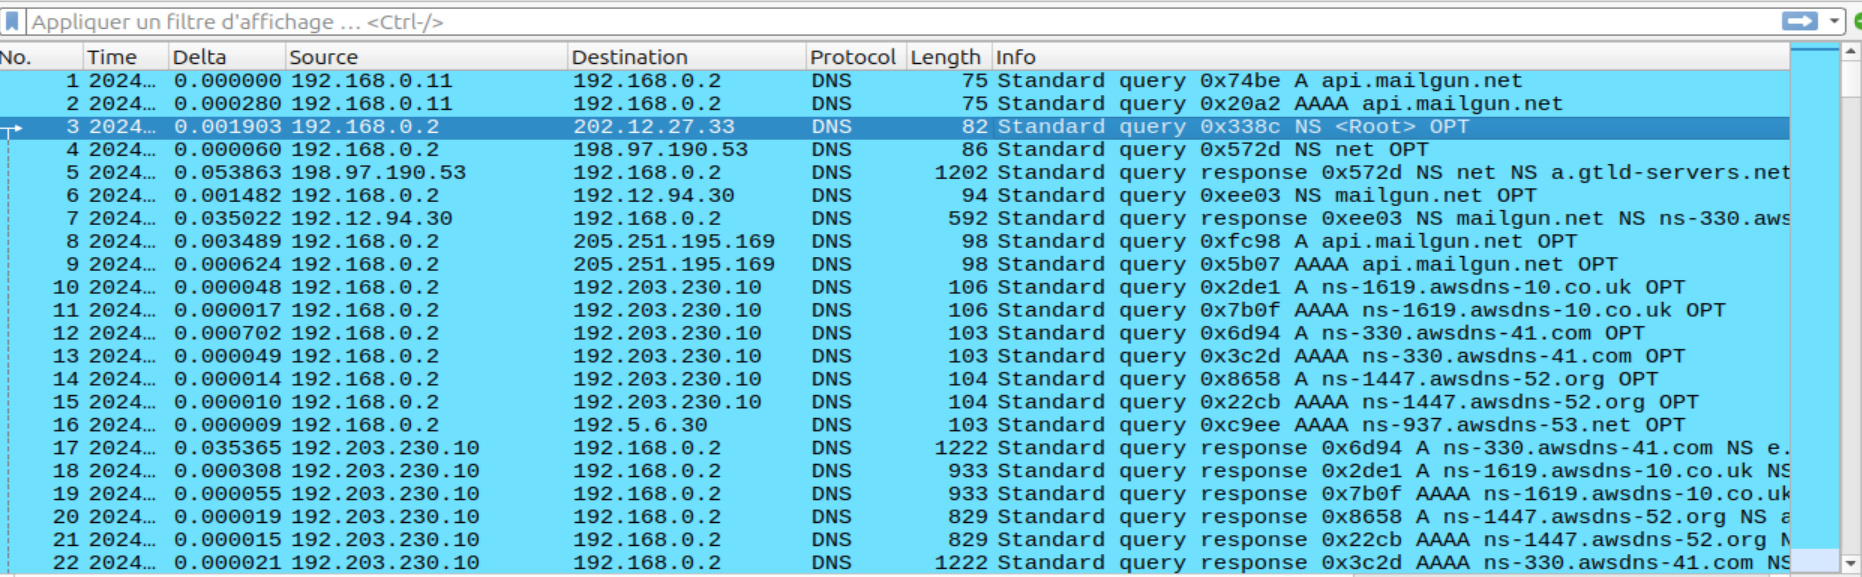 Appliquer un filtre d'affichage … <Ctrl-/>
No. Time Delta Source Destination Protocol Length Info
1 2024… 0.000000 192.168.0.11 192.168.0.2 DNS 75 Standard query 0x74be A api.mailgun.net
2 2024… 0.000280 192.168.0.11 192.168.0.2 DNS 75 Standard query 0x20a2 AAAA api.mailgun.net
3 2024… 0.001903 192.168.0.2 202.12.27.33 DNS 82 Standard query 0x338c NS <Root> OPT
4 2024… 0.000060 192.168.0.2 198.97.190.53 DNS 86 Standard query 0x572d NS net OPT
5 2024… 0.053863 198.97.190.53 192.168.0.2 DNS 1202 Standard query response 0x572d NS net NS a.gtld-servers.net
6 2024… 0.001482 192.168.0.2 192.12.94.30 DNS 94 Standard query 0xee03 NS mailgun.net OPT
7 2024… 0.035022 192.12.94.30 192.168.0.2 DNS 592 Standard query response 0xee03 NS mailgun.net NS ns-330.aws
8 2024… 0.003489 192.168.0.2 205.251.195.169 DNS 98 Standard query 0xfc98 A api.mailgun.net OPT
9 2024… 0.000624 192.168.0.2 205.251.195.169 DNS 98 Standard query 0x5b07 AAAA api.mailgun.net OPT
10 2024… 0.000048 192.168.0.2 192.203.230.10 DNS 106 Standard query 0x2de1 A ns-1619.awsdns-10.co.uk OPT
11 2024… 0.000017 192.168.0.2 192.203.230.10 DNS 106 Standard query 0x7b0f AAAA ns-1619.awsdns-10.co.uk OPT
12 2024… 0.000702 192.168.0.2 192.203.230.10 DNS 103 Standard query 0x6d94 A ns-330.awsdns-41.com OPT
13 2024… 0.000049 192.168.0.2 192.203.230.10 DNS 103 Standard query 0x3c2d AAAA ns-330.awsdns-41.com OPT
14 2024… 0.000014 192.168.0.2 192.203.230.10 DNS 104 Standard query 0x8658 A ns-1447.awsdns-52.org OPT
15 2024… 0.000010 192.168.0.2 192.203.230.10 DNS 104 Standard query 0x22cb AAAA ns-1447.awsdns-52.org OPT
16 2024… 0.000009 192.168.0.2 192.5.6.30 DNS 103 Standard query 0xc9ee AAAA ns-937.awsdns-53.net OPT
17 2024… 0.035365 192.203.230.10 192.168.0.2 DNS 1222 Standard query response 0x6d94 A ns-330.awsdns-41.com NS e.
18 2024… 0.000308 192.203.230.10 192.168.0.2 DNS 933 Standard query response 0x2de1 A ns-1619.awsdns-10.co.uk NS
19 2024… 0.000055 192.203.230.10 192.168.0.2 DNS 933 Standard query response 0x7b0f AAAA ns-1619.awsdns-10.co.uk
20 2024… 0.000019 192.203.230.10 192.168.0.2 DNS 829 Standard query response 0x8658 A ns-1447.awsdns-52.org NS a
21 2024… 0.000015 192.203.230.10 192.168.0.2 DNS 829 Standard query response 0x22cb AAAA ns-1447.awsdns-52.org N
22 2024… 0.000021 192.203.230.10 192.168.0.2 DNS 1222 Standard query response 0x3c2d AAAA ns-330.awsdns-41.com NS